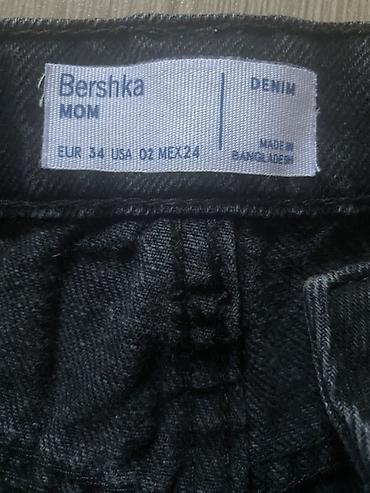 Bershka
MOM
EUR 34 USA 02 MEX24
DENIM
MADE IN
BANGLADESH